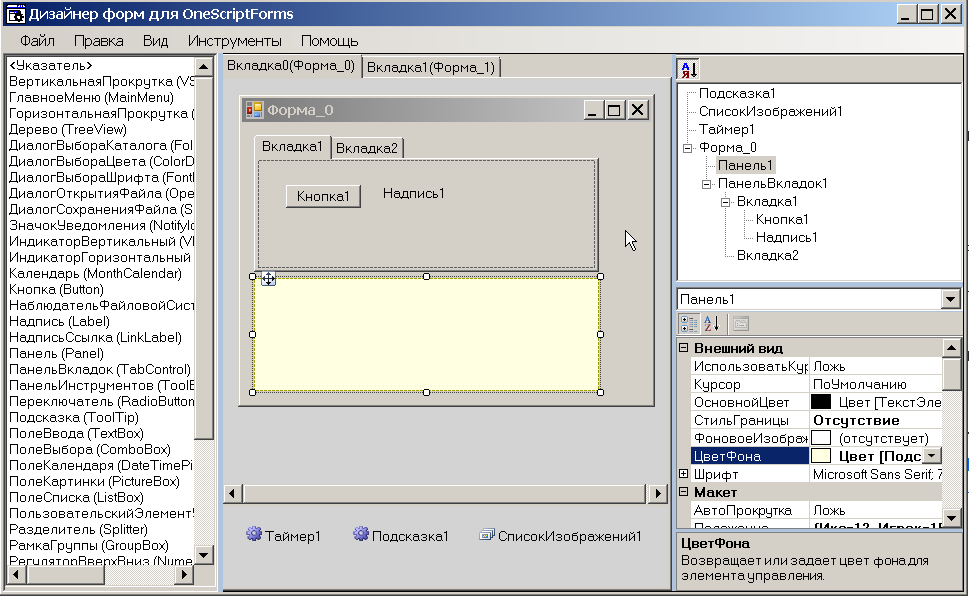 Дизайнер форм для OneScriptForms
Файл Правка Вид Инструменты Помощь
<Указатель>
ВертикальнаяПрокрутка (VS
ГлавноеМеню (MainMenu)
ГоризонтальнаяПрокрутка (
Дерево (TreeView)
ДиалогВыбораКаталога (Fol
ДиалогВыбораЦвета (ColorD
ДиалогВыбораШрифта (Font
ДиалогОткрытияФайла (Ope
ДиалогСохраненияФайла (S
ЗначокУведомления (NotifyIc
ИндикаторВертикальный (VI
ИндикаторГоризонтальный
Календарь (MonthCalendar)
Кнопка (Button)
НаблюдательФайловойСист
Надпись (Label)
НадписьСсылка (LinkLabel)
Панель (Panel)
ПанельВкладок (TabControl)
ПанельИнструментов (ToolE
Переключатель (RadioButton
Подсказка (ToolTip)
ПолеВвода (TextBox)
ПолеВыбора (ComboBox)
ПолеКалендаря (DateTimePi
ПолеКартинки (PictureBox)
ПолеСписка (ListBox)
ПользовательскийЭлемент
Разделитель (Splitter)
РамкаГруппы (GroupBox)
РегуляторВверхВниз (Nume
Вкладка0(Форма_0) Вкладка1(Форма_1)
Форма_0
Вкладка1 Вкладка2
Кнопка1 Надпись1
Таймер1 Подсказка1 СписокИзображений1
Подсказка1
СписокИзображений1
Таймер1
Форма_0
Панель1
ПанельВкладок1
Вкладка1
Кнопка1
Надпись1
Вкладка2
Панель1
Внешний вид
ИспользоватьКур Ложь
Курсор ПоУмолчанию
ОсновнойЦвет Цвет [ТекстЭле
СтильГраницы Отсутствие
ФоновоеИзображ (отсутствует)
ЦветФона Цвет [Подс
Шрифт Microsoft Sans Serif; 7
Макет
АвтоПрокрутка Ложь
Положение {Икс=12, Игрек=15
ЦветФона
Возвращает или задает цвет фона для
элемента управления.